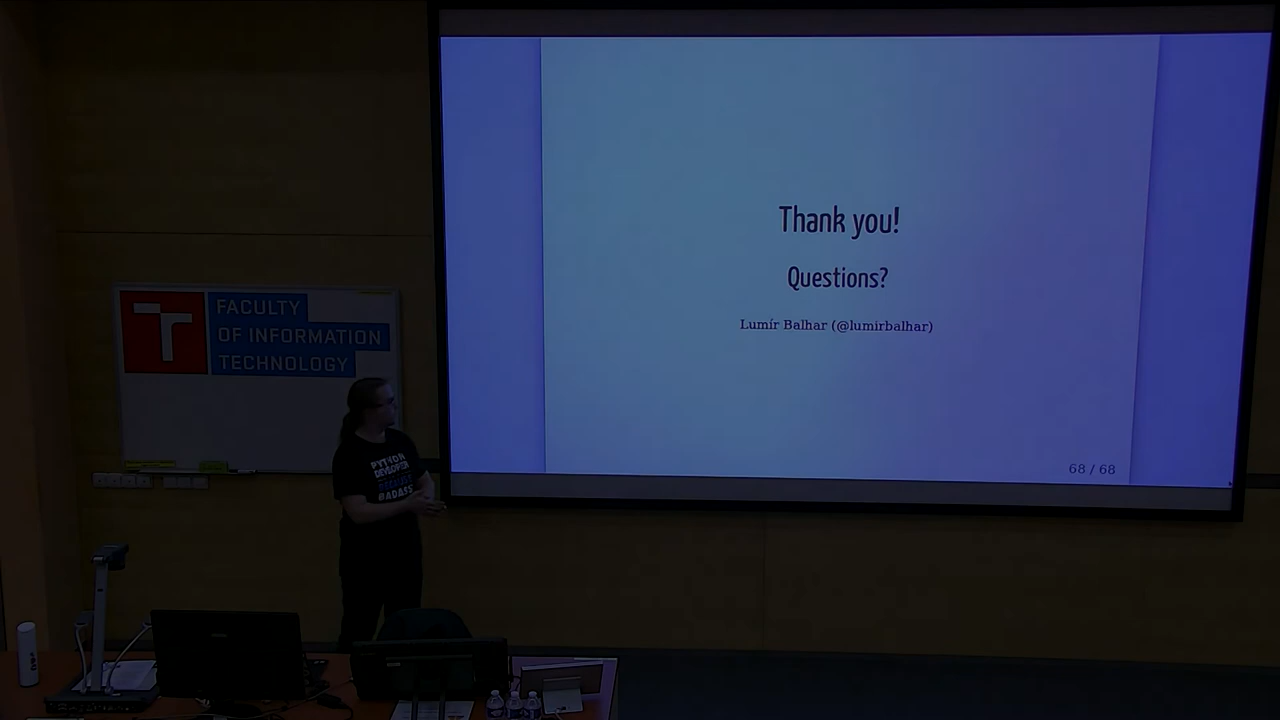 Thank you!
Questions?
Lumír Balhar (@lumirbalhar)
68 / 68
FACULTY
OF INFORMATION
TECHNOLOGY
PYTHON
DEVELOPER
BADASS